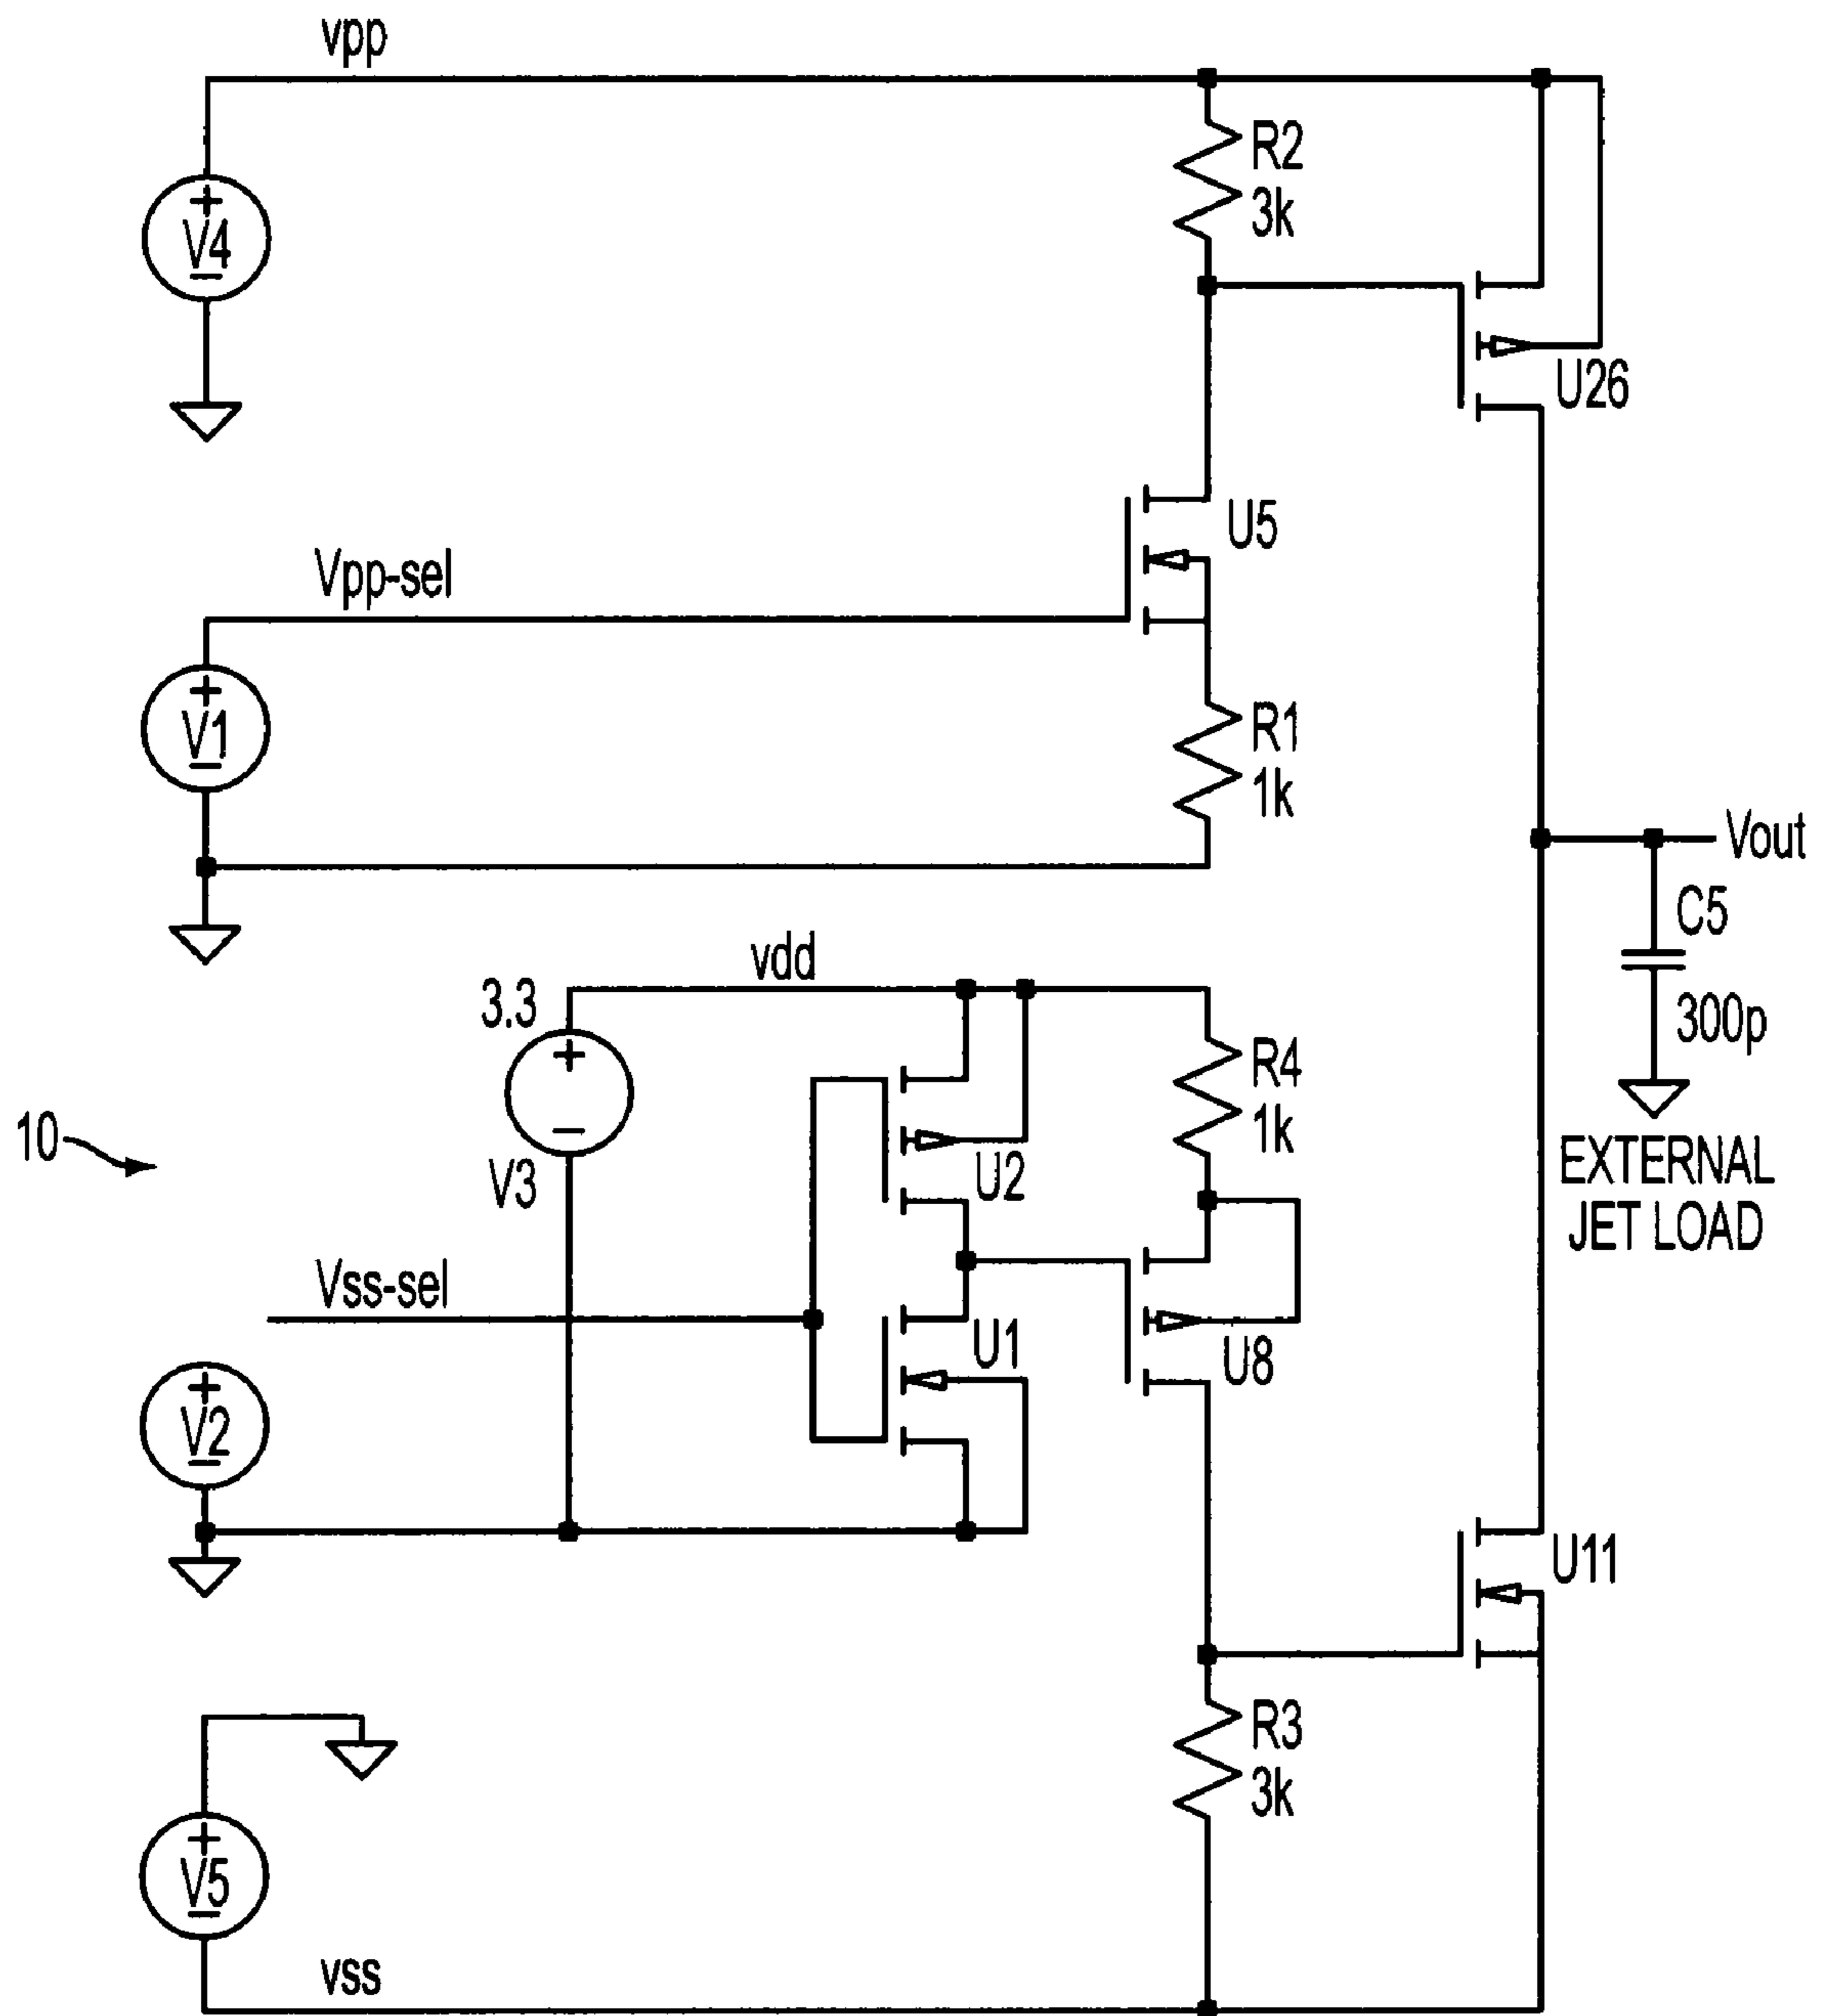 vpp
R2
3k
+
V4
−
U26
U5
Vpp-sel
+
V1
−
R1
1k
Vout
C5
300p
vdd
3.3
+
−
V3
R4
1k
10
U2
EXTERNAL
JET LOAD
Vss-sel
U1
U8
+
V2
−
U11
R3
3k
+
V5
−
vss